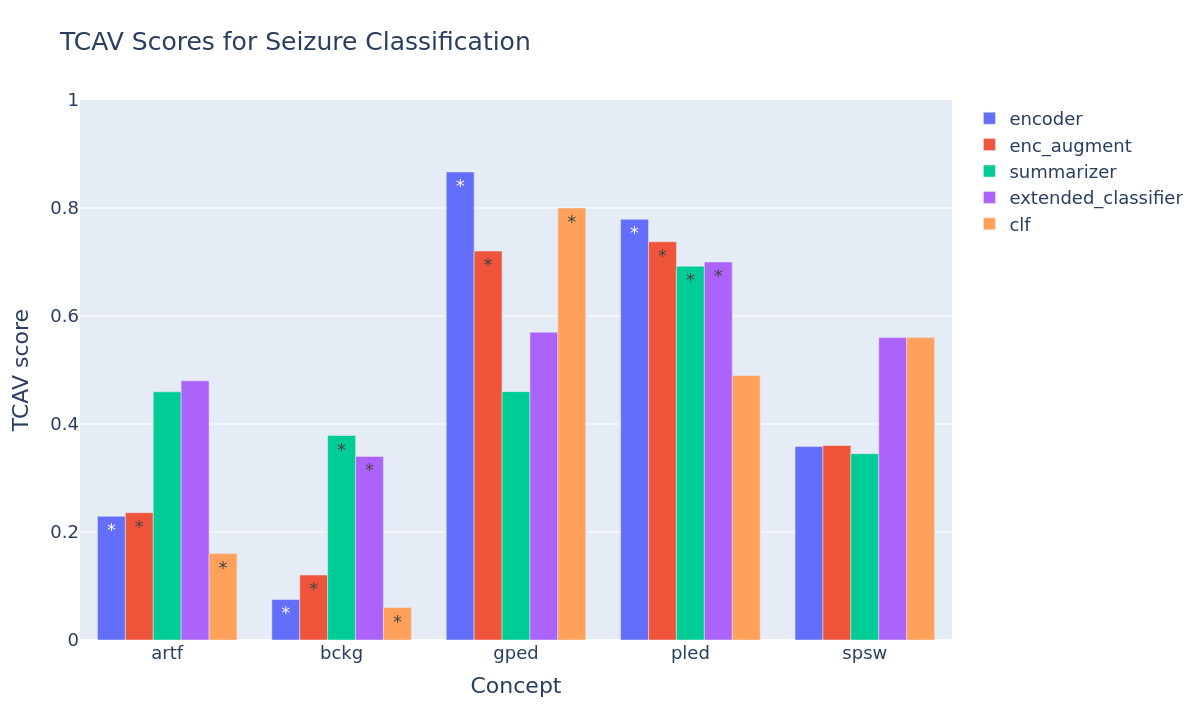 TCAV Scores for Seizure Classification
1
0.8
0.6
0.4
0.2
0
TCAV score
* * *
* * * * *
* * *
* * * *
artf
bckg
gped
pled
spsw
Concept
encoder
enc_augment
summarizer
extended_classifier
clf